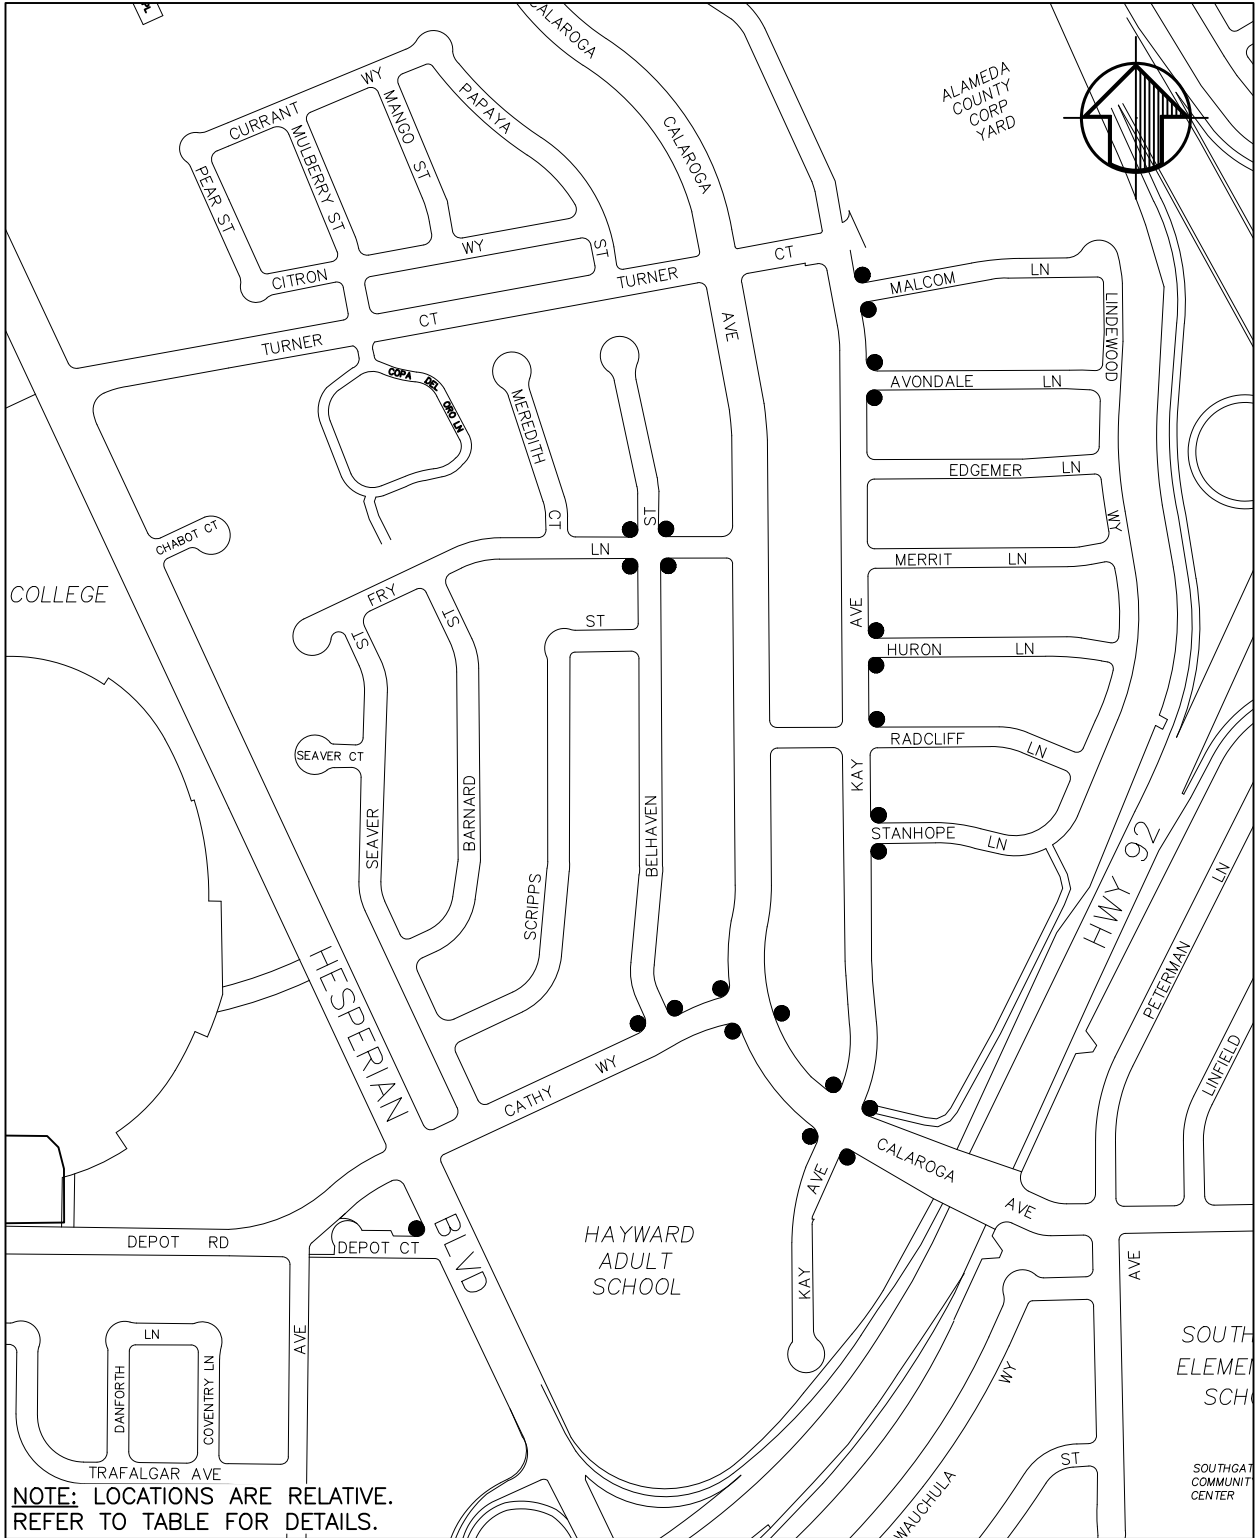 CALAROGA
ALAMEDA
COUNTY
CORP
YARD
CURRANT WY
PAPAYA ST
MANGO ST
MULBERRY ST
PEAR ST
CALAROGA AVE
CITRON WY
TURNER CT
TURNER CT
MALCOM LN
LINDEWOOD WY
AVONDALE LN
COPA DEL ORO LN
MEREDITH CT
EDGEMER LN
CHABOT CT
COLLEGE
FRY LN
MERRIT LN
SEAVER ST
BARNARD ST
SCRIPPS ST
BELHAVEN ST
KAY AVE
HURON LN
RADCLIFF LN
SEAVER CT
STANHOPE LN
HWY 92
PETERMAN LN
LINFIELD
HESPERIAN BLVD
CATHY WY
CALAROGA AVE
KAY AVE
DEPOT RD
DEPOT CT
HAYWARD
ADULT
SCHOOL
AVE
AVE
LN
DANFORTH
COVENTRY LN
TRAFALGAR AVE
WAUCHULA WY
ST
SOUTH
ELEMEN
SCHO
SOUTHGAT
COMMUNIT
CENTER
NOTE: LOCATIONS ARE RELATIVE.
REFER TO TABLE FOR DETAILS.